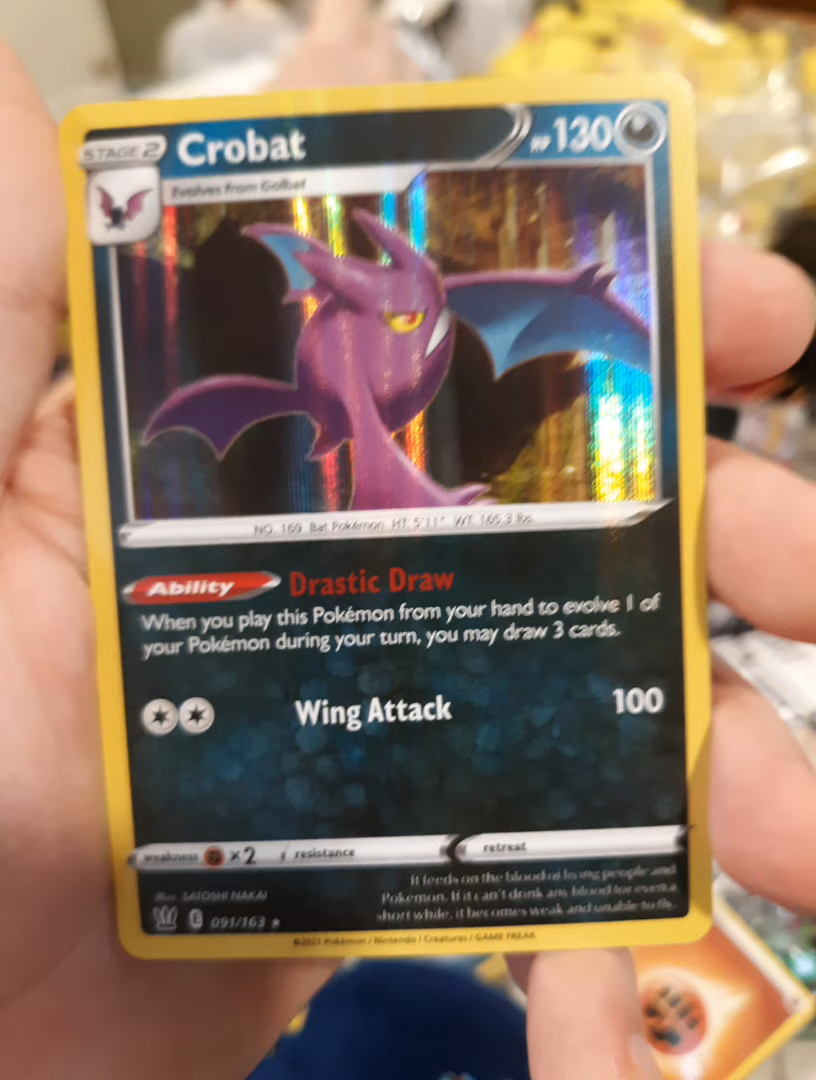 STAGE 2 Crobat HP 130
Evolves from Golbat
NO. 169 Bat Pokémon HT: 5'11" WT: 165.3 lbs.
Ability Drastic Draw
When you play this Pokémon from your hand to evolve 1 of
your Pokémon during your turn, you may draw 3 cards.
Wing Attack 100
weakness ×2 resistance retreat
It feeds on the blood of living people and
Pokémon. If it can't drink any blood for even a
short while, it becomes weak and unable to fly.
Illus. SATOSHI NAKAI
E 091/163 ★
©2021 Pokémon / Nintendo / Creatures / GAME FREAK